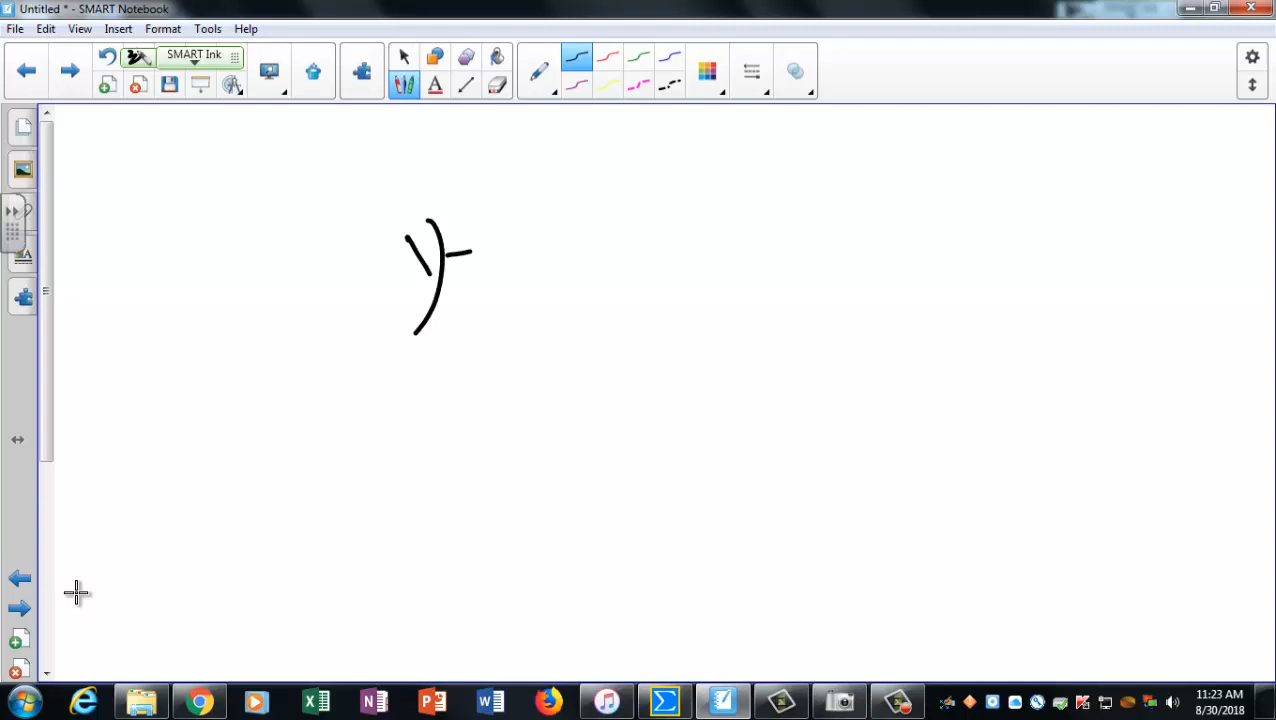 Untitled * - SMART Notebook
File Edit View Insert Format Tools Help
SMART Ink
y-
11:23 AM
8/30/2018